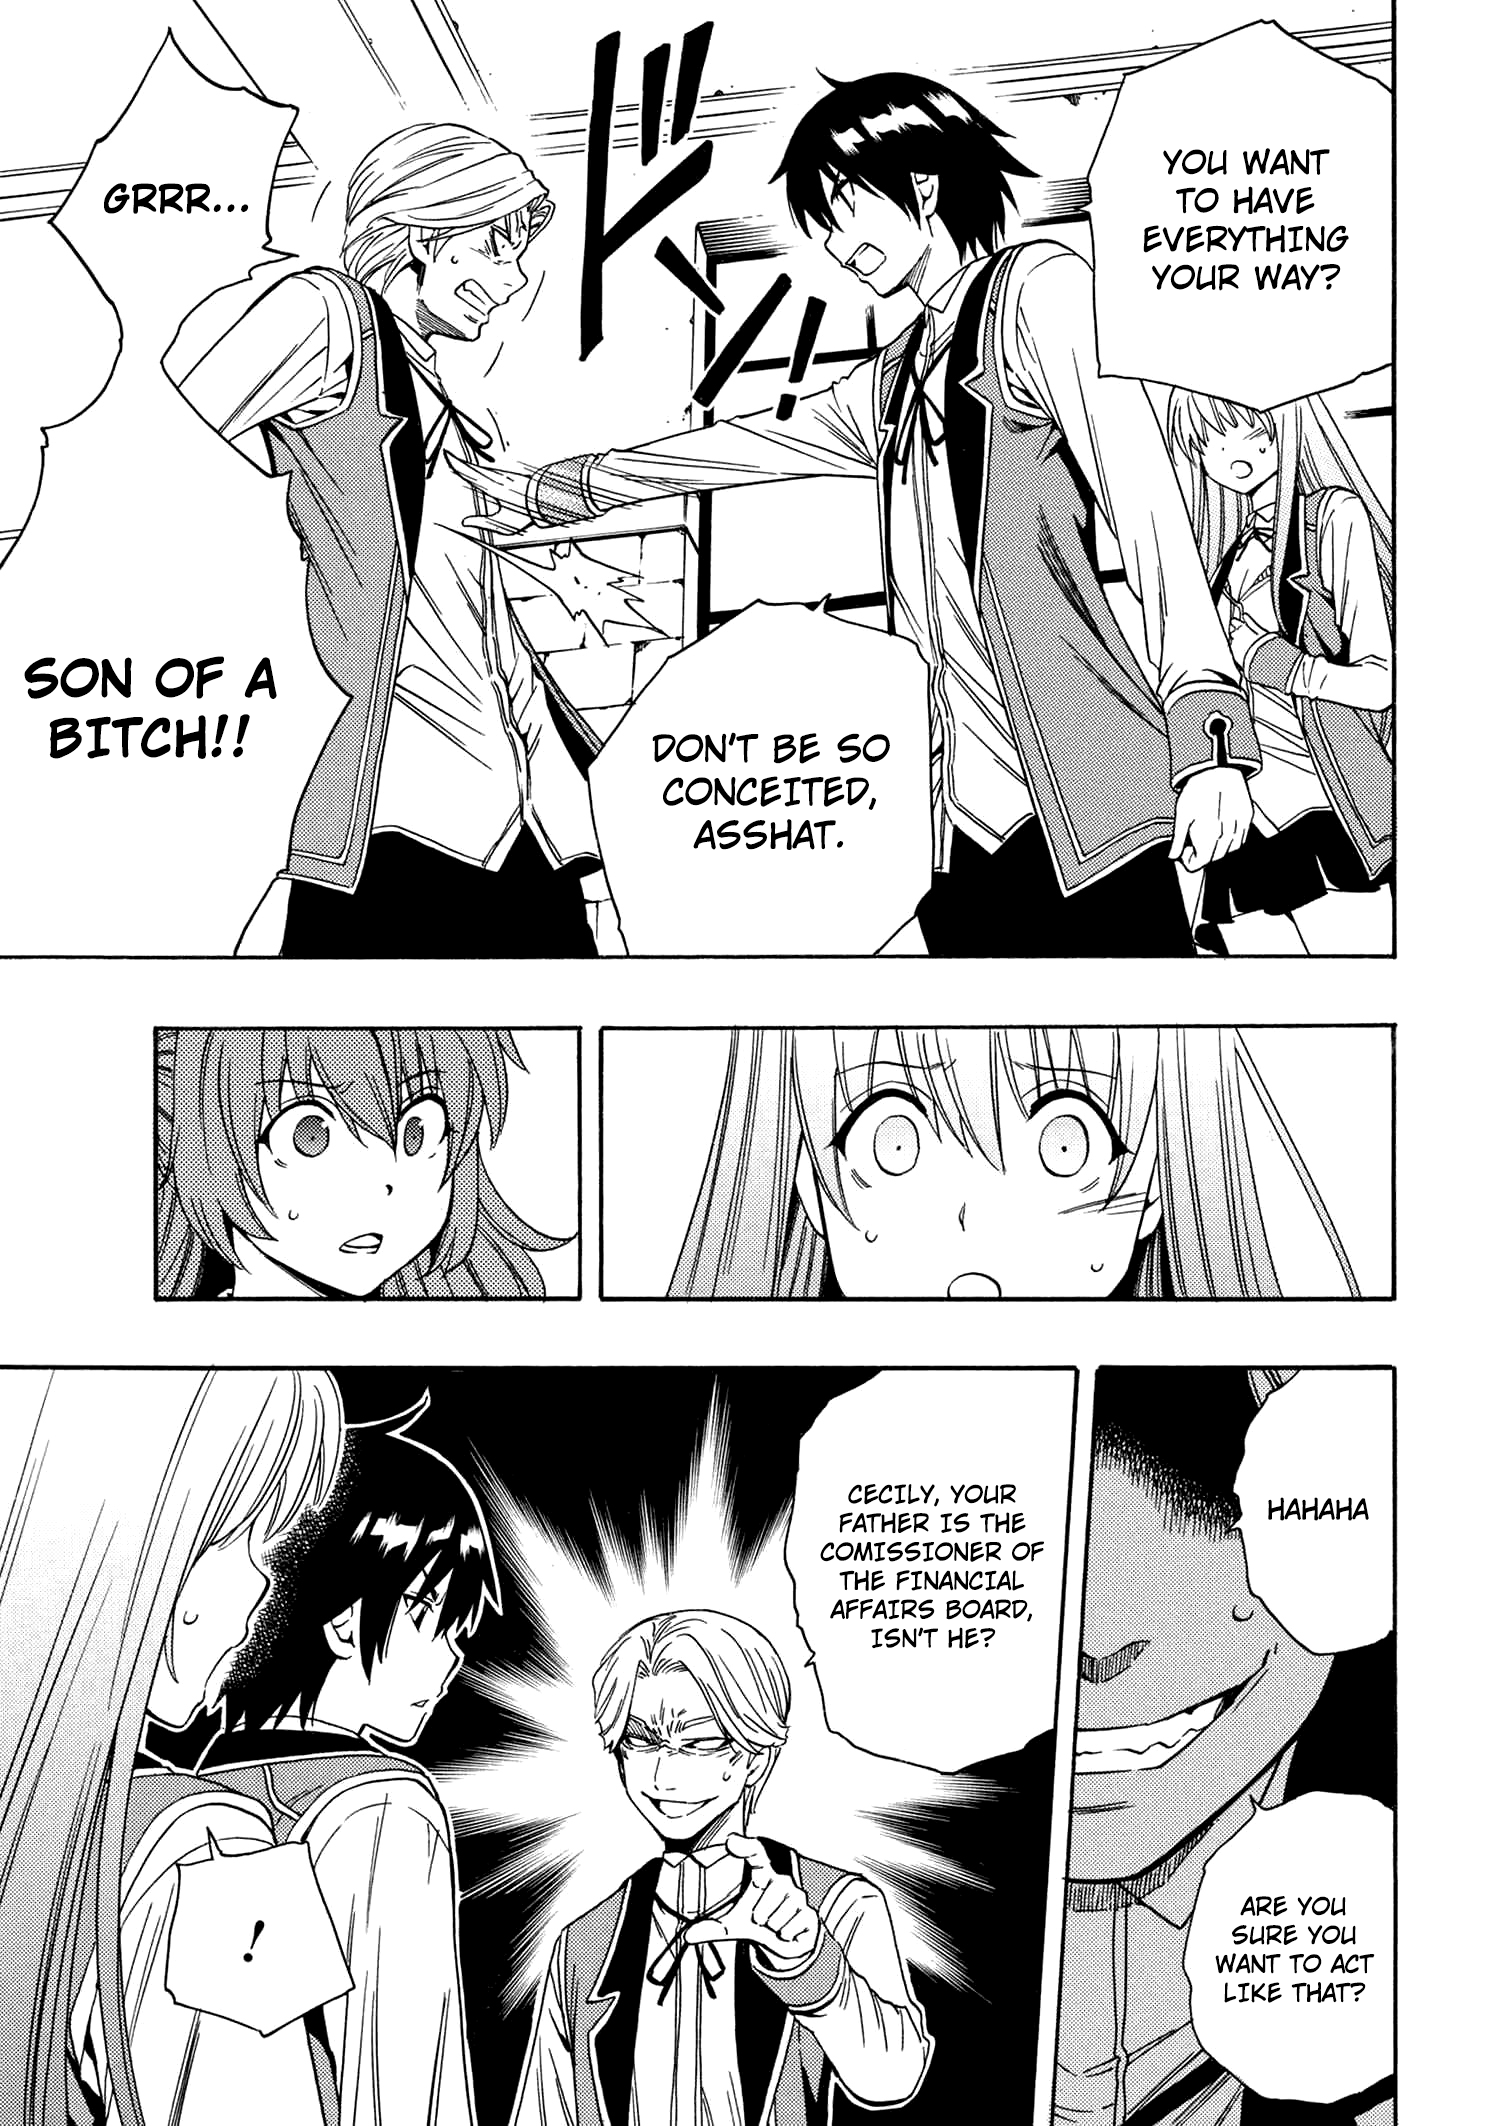 YOU WANT
TO HAVE
EVERYTHING
YOUR WAY?
ドン!
DON'T BE SO
CONCEITED,
ASSHAT.
GRRR...
SON OF A
BITCH!!
HAHAHA
ARE YOU
SURE YOU
WANT TO ACT
LIKE THAT?
CECILY, YOUR
FATHER IS THE
COMISSIONER OF
THE FINANCIAL
AFFAIRS BOARD,
ISN'T HE?
!